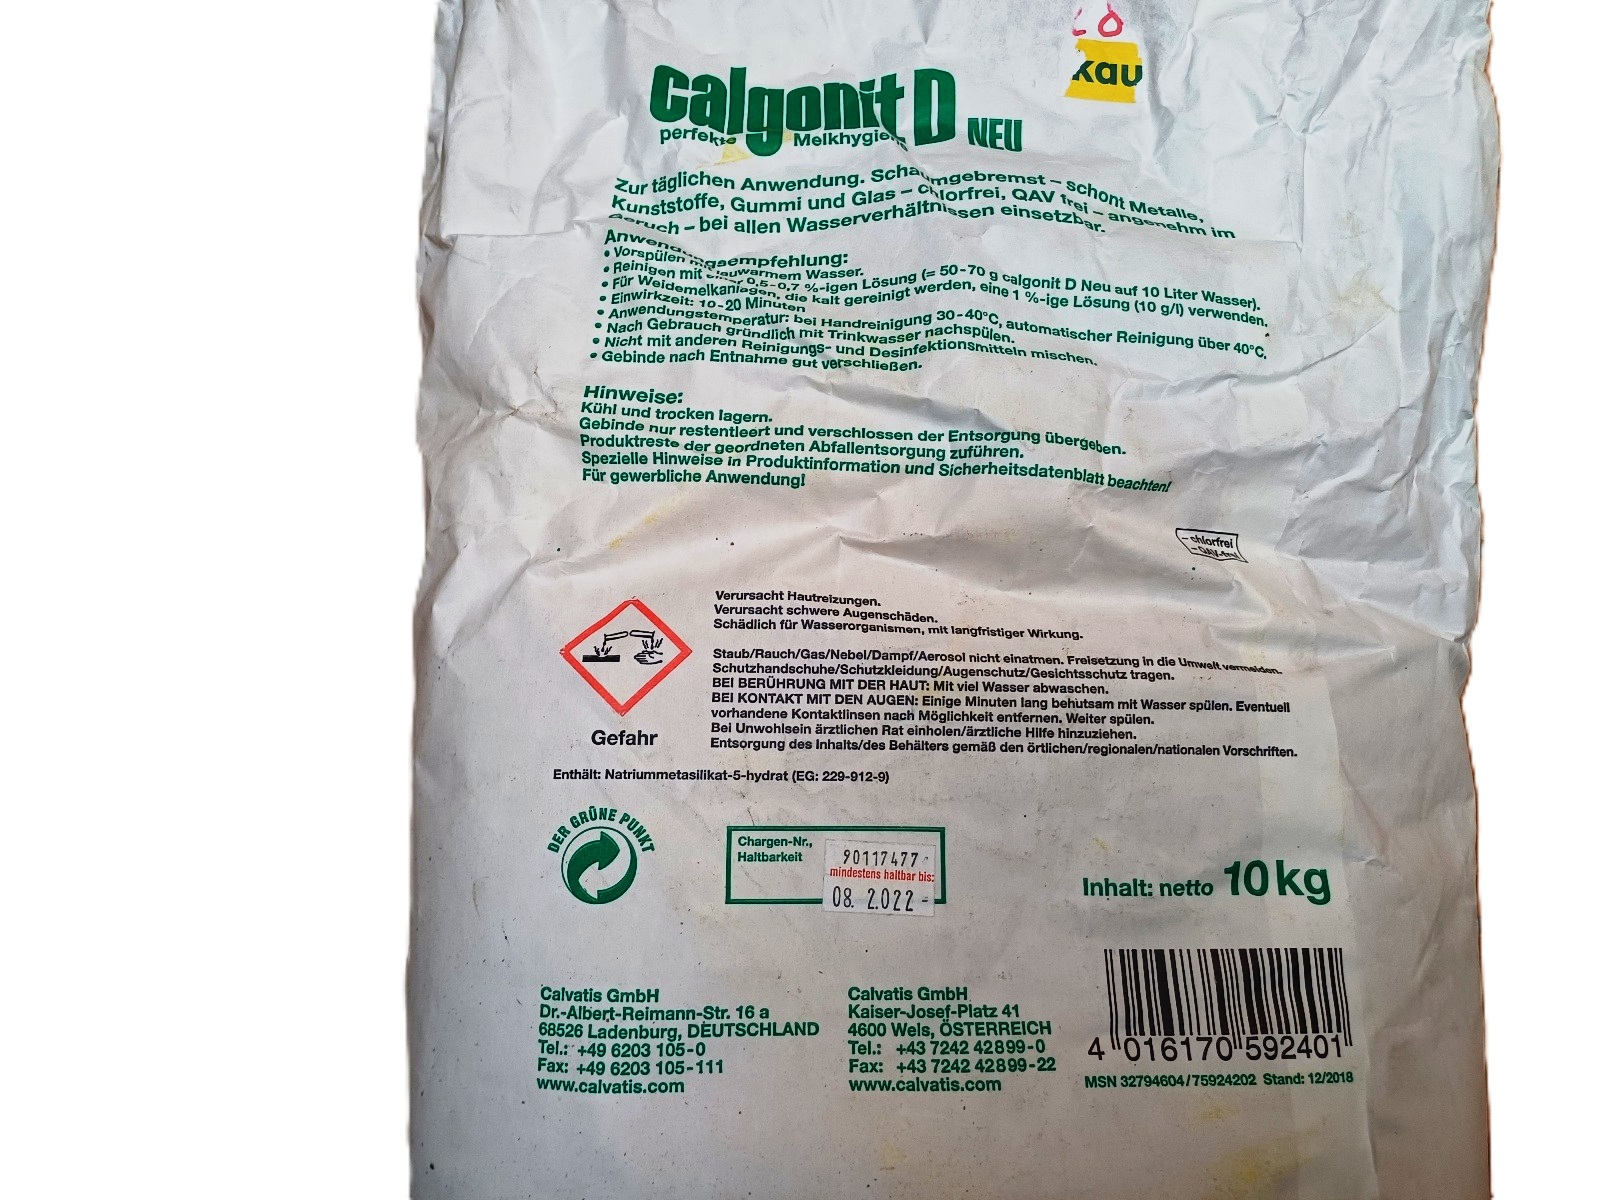 kau
calgonit D NEU
perfekte Melkhygiene
Zur täglichen Anwendung. Schaumgebremst – schont Metalle,
Kunststoffe, Gummi und Glas – chlorfrei, QAV frei – angenehm im
Geruch – bei allen Wasserverhältnissen einsetzbar.
Anwendungsempfehlung:
• Vorspülen mit lauwarmem Wasser.
• Reinigen mit einer 0,5-0,7 %-igen Lösung (= 50-70 g calgonit D Neu auf 10 Liter Wasser).
• Für Weidemelkanlagen, die kalt gereinigt werden, eine 1 %-ige Lösung (10 g/l) verwenden.
• Einwirkzeit: 10-20 Minuten
• Anwendungstemperatur: bei Handreinigung 30-40°C, automatischer Reinigung über 40°C.
• Nach Gebrauch gründlich mit Trinkwasser nachspülen.
• Nicht mit anderen Reinigungs- und Desinfektionsmitteln mischen.
• Gebinde nach Entnahme gut verschließen.
Hinweise:
Kühl und trocken lagern.
Gebinde nur restentleert und verschlossen der Entsorgung übergeben.
Produktreste der geordneten Abfallentsorgung zuführen.
Spezielle Hinweise in Produktinformation und Sicherheitsdatenblatt beachten!
Für gewerbliche Anwendung!
– chlorfrei
– QAV-frei
Verursacht Hautreizungen.
Verursacht schwere Augenschäden.
Schädlich für Wasserorganismen, mit langfristiger Wirkung.
Staub/Rauch/Gas/Nebel/Dampf/Aerosol nicht einatmen. Freisetzung in die Umwelt vermeiden.
Schutzhandschuhe/Schutzkleidung/Augenschutz/Gesichtsschutz tragen.
BEI BERÜHRUNG MIT DER HAUT: Mit viel Wasser abwaschen.
BEI KONTAKT MIT DEN AUGEN: Einige Minuten lang behutsam mit Wasser spülen. Eventuell
vorhandene Kontaktlinsen nach Möglichkeit entfernen. Weiter spülen.
Bei Unwohlsein ärztlichen Rat einholen/ärztliche Hilfe hinzuziehen.
Entsorgung des Inhalts/des Behälters gemäß den örtlichen/regionalen/nationalen Vorschriften.
Gefahr
Enthält: Natriummetasilikat-5-hydrat (EG: 229-912-9)
DER GRÜNE PUNKT
Chargen-Nr.,
Haltbarkeit
90117477-
mindestens haltbar bis:
08. 2.022 -
Inhalt: netto 10 kg
Calvatis GmbH
Dr.-Albert-Reimann-Str. 16 a
68526 Ladenburg, DEUTSCHLAND
Tel.: +49 6203 105-0
Fax: +49 6203 105-111
www.calvatis.com
Calvatis GmbH
Kaiser-Josef-Platz 41
4600 Wels, ÖSTERREICH
Tel.: +43 7242 42899-0
Fax: +43 7242 42899-22
www.calvatis.com
4 016170 592401
MSN 32794604/75924202 Stand: 12/2018